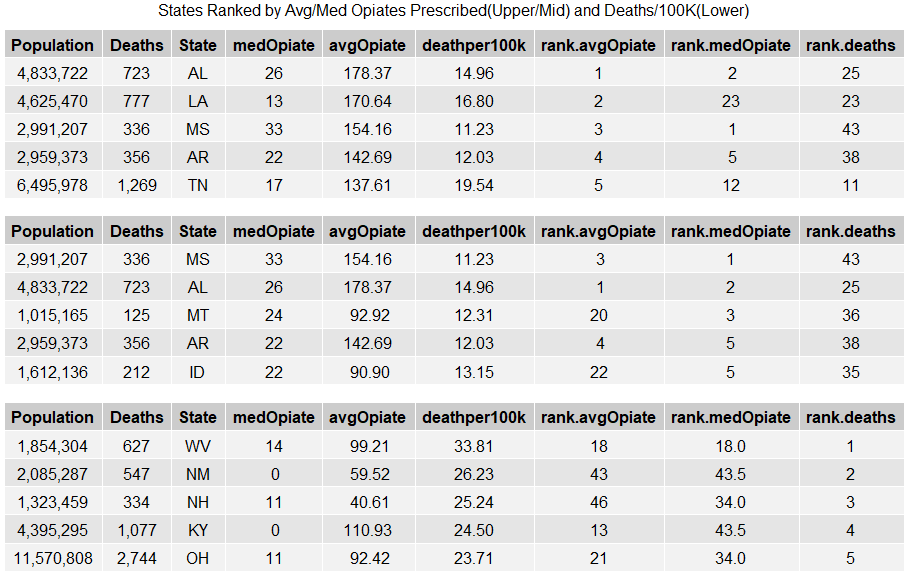 States Ranked by Avg/Med Opiates Prescribed(Upper/Mid) and Deaths/100K(Lower)
Population Deaths State medOpiate avgOpiate deathper100k rank.avgOpiate rank.medOpiate rank.deaths
4,833,722 723 AL 26 178.37 14.96 1 2 25
4,625,470 777 LA 13 170.64 16.80 2 23 23
2,991,207 336 MS 33 154.16 11.23 3 1 43
2,959,373 356 AR 22 142.69 12.03 4 5 38
6,495,978 1,269 TN 17 137.61 19.54 5 12 11
Population Deaths State medOpiate avgOpiate deathper100k rank.avgOpiate rank.medOpiate rank.deaths
2,991,207 336 MS 33 154.16 11.23 3 1 43
4,833,722 723 AL 26 178.37 14.96 1 2 25
1,015,165 125 MT 24 92.92 12.31 20 3 36
2,959,373 356 AR 22 142.69 12.03 4 5 38
1,612,136 212 ID 22 90.90 13.15 22 5 35
Population Deaths State medOpiate avgOpiate deathper100k rank.avgOpiate rank.medOpiate rank.deaths
1,854,304 627 WV 14 99.21 33.81 18 18.0 1
2,085,287 547 NM 0 59.52 26.23 43 43.5 2
1,323,459 334 NH 11 40.61 25.24 46 34.0 3
4,395,295 1,077 KY 0 110.93 24.50 13 43.5 4
11,570,808 2,744 OH 11 92.42 23.71 21 34.0 5